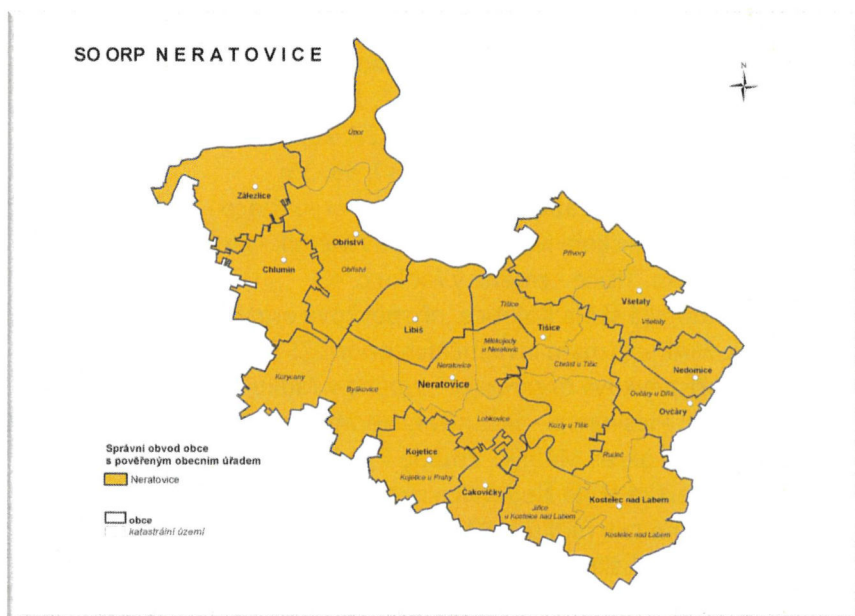 SO ORP NERATOVICE
N
Úžice
Zálezlice
Obříství
Chlumín
Obříství
Přívory
Všetaty
Všetaty
Tišice
Libiš
Tišice
Mlékojedy
u Neratovic
Chrást u Tišic
Nedomice
Neratovice
Neratovice
Korycany
Byškovice
Ovčáry u Dřís
Ovčáry
Lobkovice
Kozly u Tišic
Rudeč
Kojetice
Kojetice u Prahy
Čakovičky
Jiřice
u Kostelce nad Labem
Kostelec nad Labem
Kostelec nad Labem
Správní obvod obce
s pověřeným obecním úřadem
Neratovice
obce
katastrální území